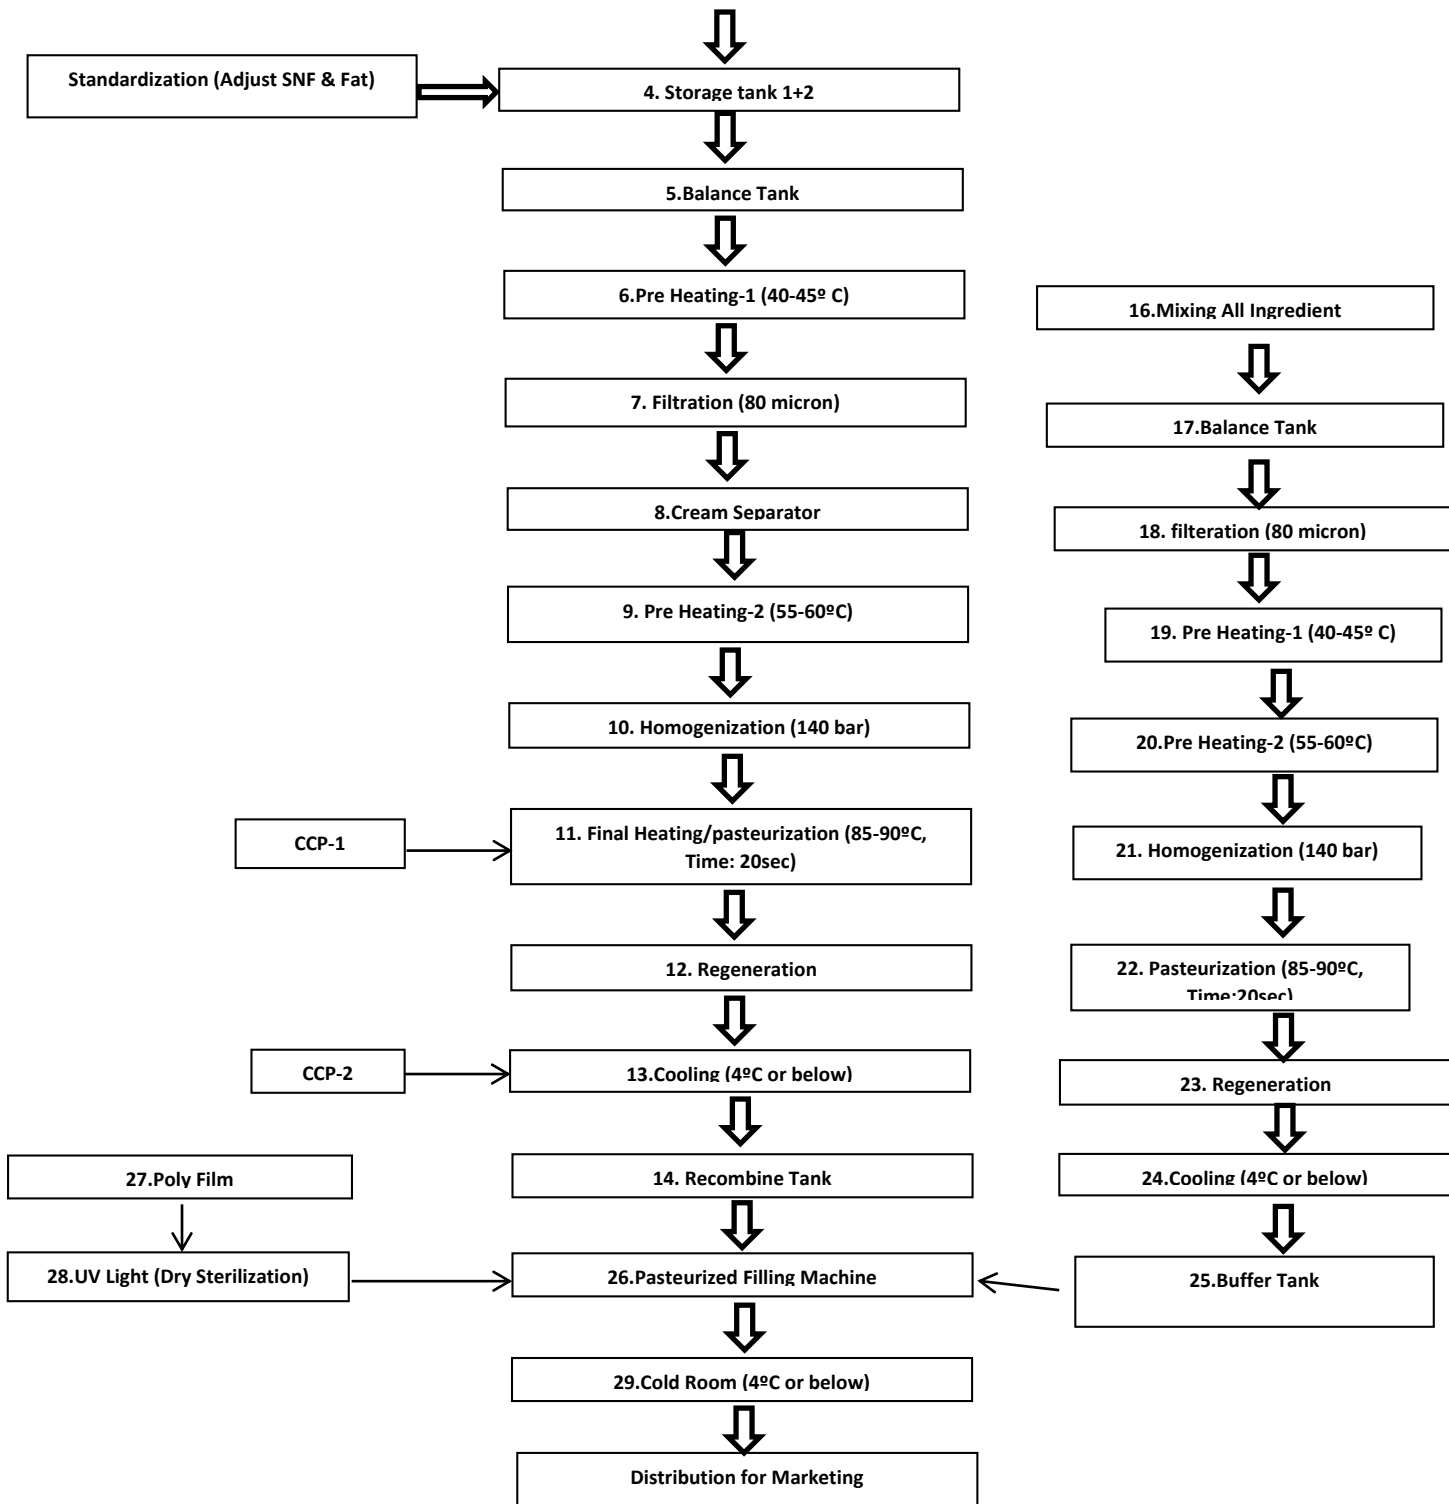 Standardization (Adjust SNF & Fat)
4. Storage tank 1+2
5.Balance Tank
6.Pre Heating-1 (40-45º C)
16.Mixing All Ingredient
7. Filtration (80 micron)
17.Balance Tank
8.Cream Separator
18. filteration (80 micron)
9. Pre Heating-2 (55-60ºC)
19. Pre Heating-1 (40-45º C)
10. Homogenization (140 bar)
20.Pre Heating-2 (55-60ºC)
CCP-1
11. Final Heating/pasteurization (85-90ºC,
Time: 20sec)
21. Homogenization (140 bar)
12. Regeneration
22. Pasteurization (85-90ºC,
Time:20sec)
CCP-2
13.Cooling (4ºC or below)
23. Regeneration
27.Poly Film
14. Recombine Tank
24.Cooling (4ºC or below)
28.UV Light (Dry Sterilization)
26.Pasteurized Filling Machine
25.Buffer Tank
29.Cold Room (4ºC or below)
Distribution for Marketing